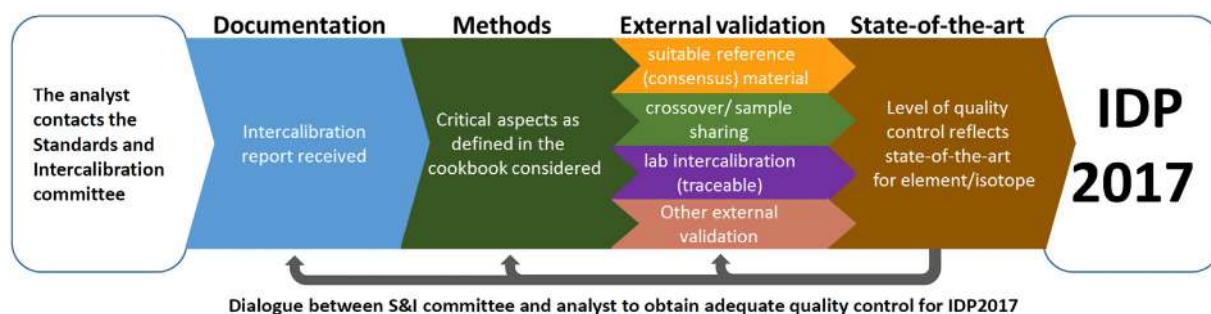 Documentation
Methods
External validation
State-of-the-art
The analyst
contacts the
Standards and
Intercalibration
committee
Intercalibration
report received
Critical aspects as
defined in the
cookbook considered
suitable reference
(consensus) material
crossover/ sample
sharing
lab intercalibration
(traceable)
Other external
validation
Level of quality
control reflects
state-of-the-art
for element/isotope
IDP
2017
Dialogue between S&I committee and analyst to obtain adequate quality control for IDP2017